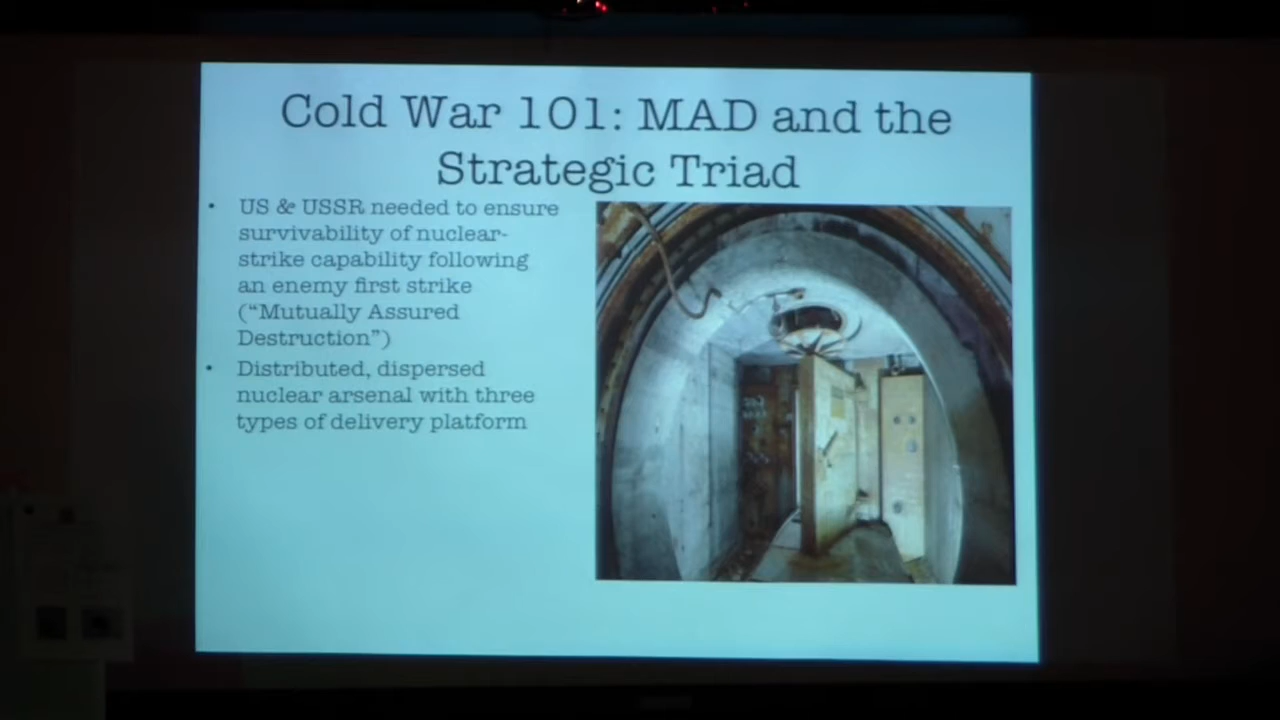 Cold War 101: MAD and the
Strategic Triad
• US & USSR needed to ensure
survivability of nuclear-
strike capability following
an enemy first strike
(“Mutually Assured
Destruction”)
• Distributed, dispersed
nuclear arsenal with three
types of delivery platform